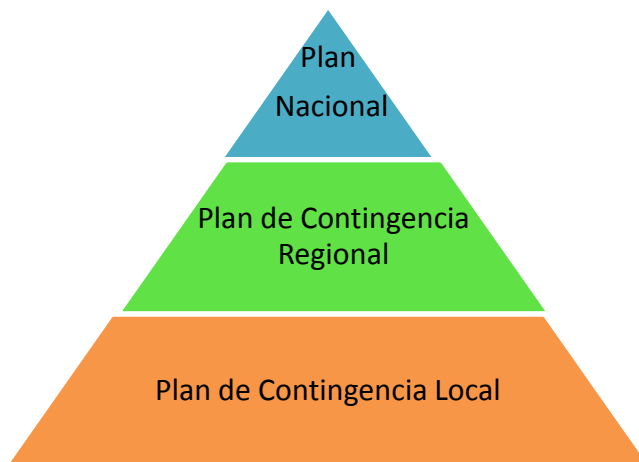 Plan
Nacional
Plan de Contingencia
Regional
Plan de Contingencia Local